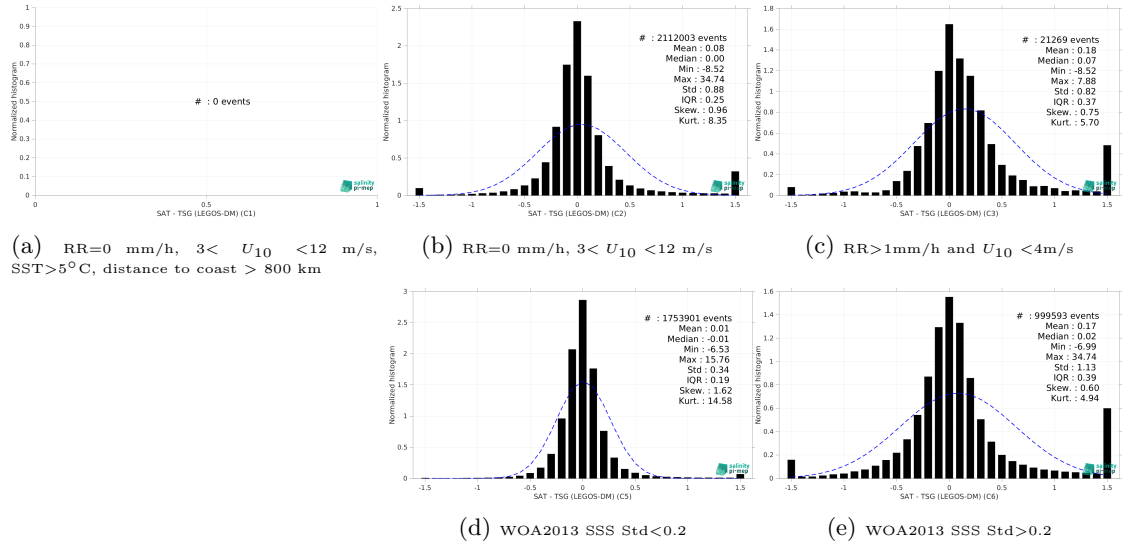 1
0.9
0.8
0.7
0.6
0.5
0.4
0.3
0.2
0.1
0
Normalized histogram
# : 0 events
salinity
pi-mep
0 0.5 1
SAT - TSG (LEGOS-DM) (C1)
(a) RR=0 mm/h, 3< U10 <12 m/s,
SST>5°C, distance to coast > 800 km
2.5
2
1.5
1
0.5
0
Normalized histogram
# : 2112003 events
Mean : 0.08
Median : 0.00
Min : -8.52
Max : 34.74
Std : 0.88
IQR : 0.25
Skew. : 0.96
Kurt. : 8.35
salinity
pi-mep
-1.5 -1 -0.5 0 0.5 1 1.5
SAT - TSG (LEGOS-DM) (C2)
(b) RR=0 mm/h, 3< U10 <12 m/s
1.8
1.6
1.4
1.2
1
0.8
0.6
0.4
0.2
0
Normalized histogram
# : 21269 events
Mean : 0.18
Median : 0.07
Min : -8.52
Max : 7.88
Std : 0.82
IQR : 0.37
Skew. : 0.75
Kurt. : 5.70
salinity
pi-mep
-1.5 -1 -0.5 0 0.5 1 1.5
SAT - TSG (LEGOS-DM) (C3)
(c) RR>1mm/h and U10 <4m/s
3
2.5
2
1.5
1
0.5
0
Normalized histogram
# : 1753901 events
Mean : 0.01
Median : -0.01
Min : -6.53
Max : 15.76
Std : 0.34
IQR : 0.19
Skew. : 1.62
Kurt. : 14.58
salinity
pi-mep
-1.5 -1 -0.5 0 0.5 1 1.5
SAT - TSG (LEGOS-DM) (C5)
(d) WOA2013 SSS Std<0.2
1.6
1.4
1.2
1
0.8
0.6
0.4
0.2
0
Normalized histogram
# : 999593 events
Mean : 0.17
Median : 0.02
Min : -6.99
Max : 34.74
Std : 1.13
IQR : 0.39
Skew. : 0.60
Kurt. : 4.94
salinity
pi-mep
-1.5 -1 -0.5 0 0.5 1 1.5
SAT - TSG (LEGOS-DM) (C6)
(e) WOA2013 SSS Std>0.2